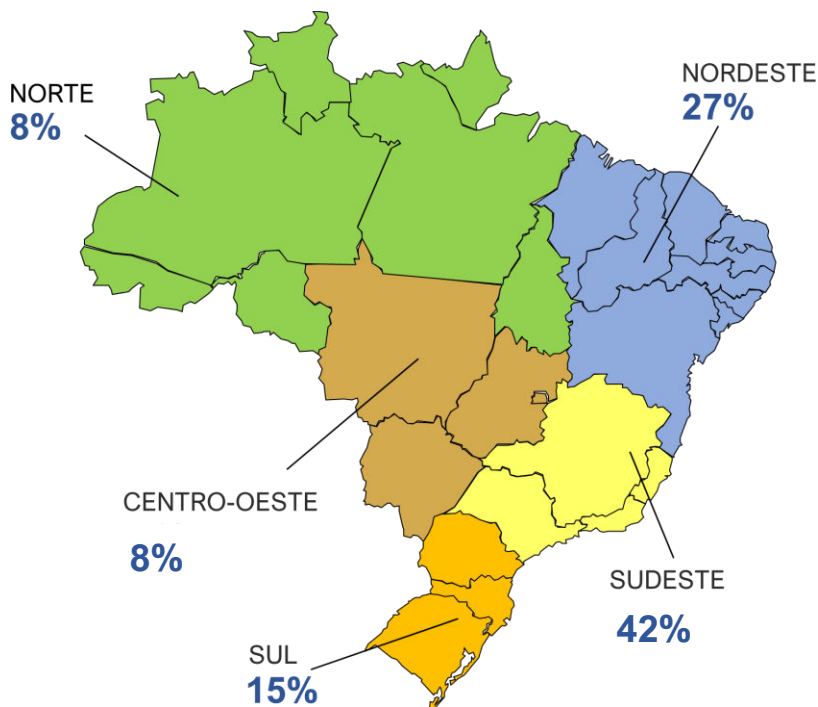 NORTE
8%
NORDESTE
27%
CENTRO-OESTE
8%
SUDESTE
42%
SUL
15%